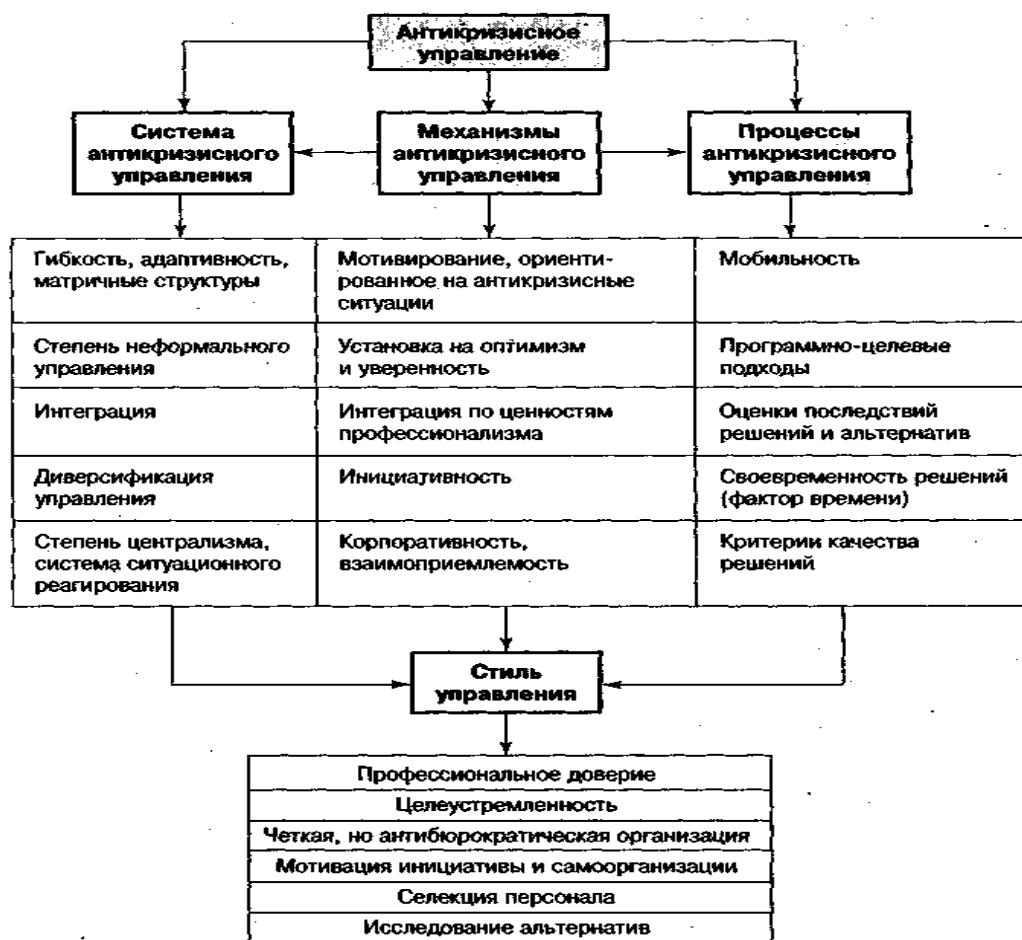 Антикризисное
управление
Система
антикризисного
управления
Механизмы
антикризисного
управления
Процессы
антикризисного
управления
Гибкость, адаптивность,
матричные структуры
Мотивирование, ориенти-
рованное на антикризисные
ситуации
Мобильность
Степень неформального
управления
Установка на оптимизм
и уверенность
Программно-целевые
подходы
Интеграция
Интеграция по ценностям
профессионализма
Оценки последствий
решений и альтернатив
Диверсификация
управления
Инициативность
Своевременность решений
(фактор времени)
Степень централизма,
система ситуационного
реагирования
Корпоративность,
взаимоприемлемость
Критерии качества
решений
Стиль
управления
Профессиональное доверие
Целеустремленность
Четкая, но антибюрократическая организация
Мотивация инициативы и самоорганизации
Селекция персонала
Исследование альтернатив